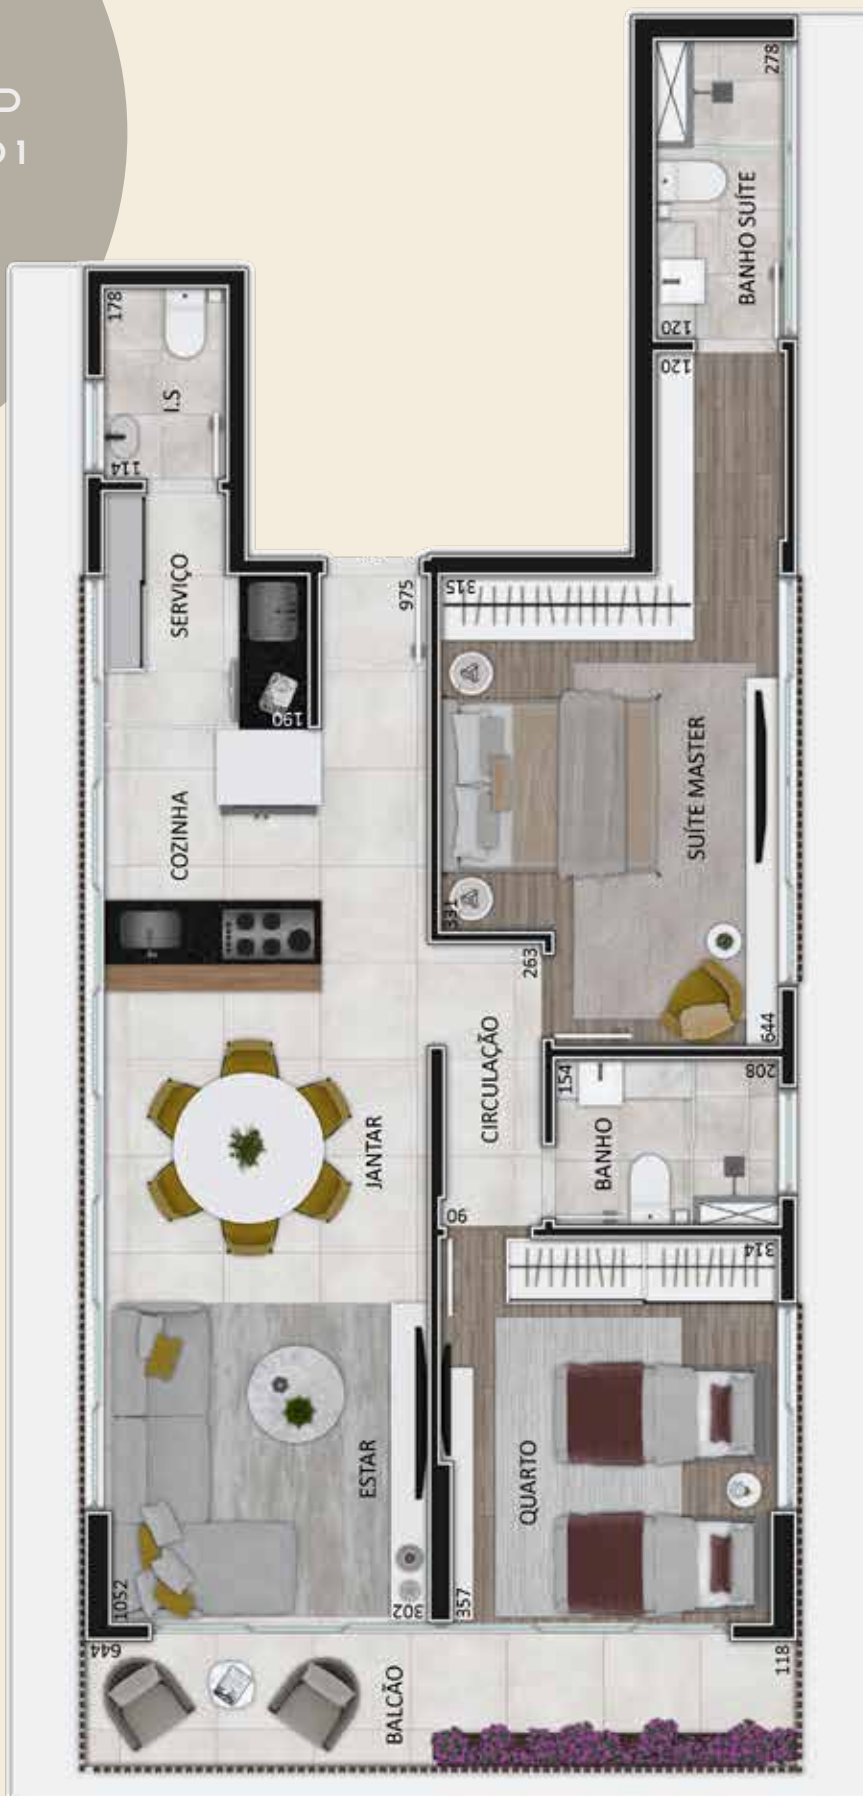 D
01
278
BANHO SUÍTE
120
120
178
I.S
114
SERVIÇO
975
315
190
COZINHA
SUÍTE MASTER
331
263
644
CIRCULAÇÃO
154
208
BANHO
JANTAR
90
314
ESTAR
QUARTO
1052
302
357
644
118
BALCÃO